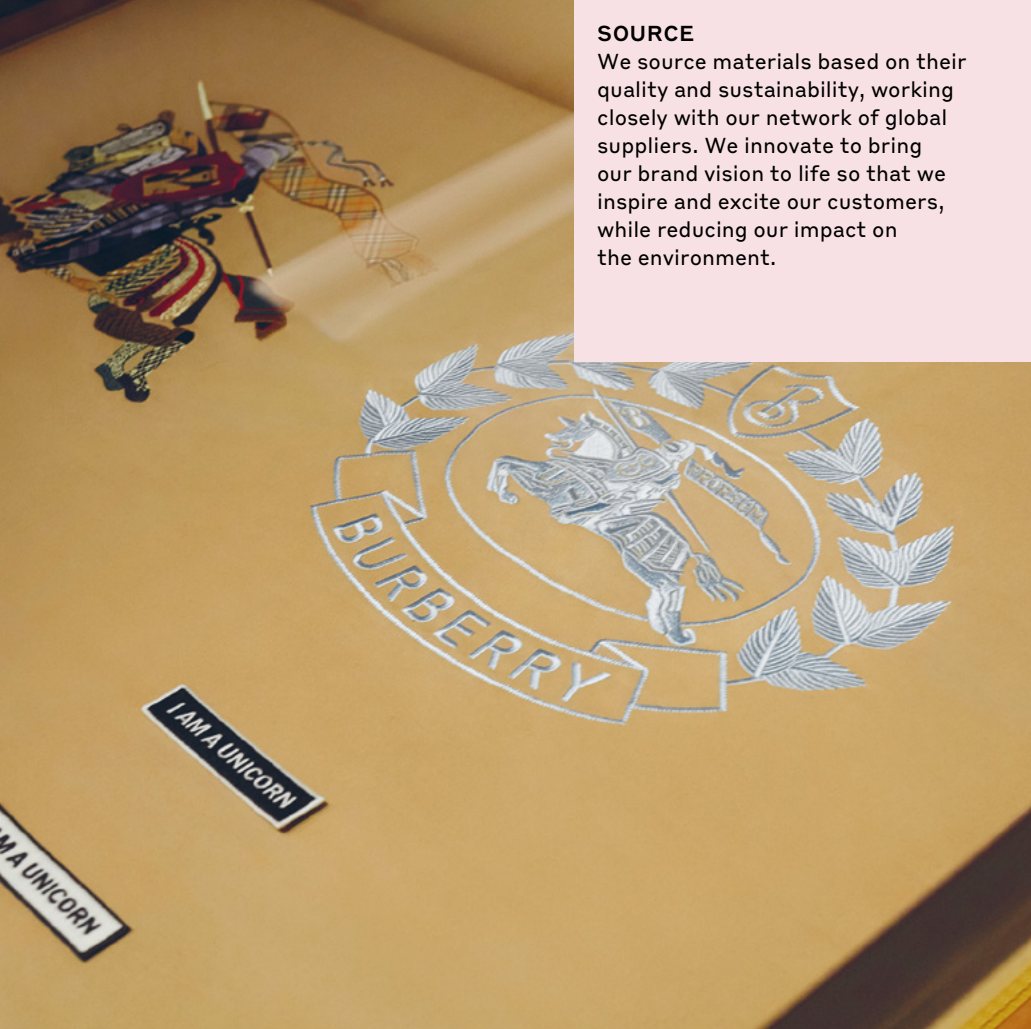 SOURCE
We source materials based on their
quality and sustainability, working
closely with our network of global
suppliers. We innovate to bring
our brand vision to life so that we
inspire and excite our customers,
while reducing our impact on
the environment.
B
BURBERRY
I AM A UNICORN
M A UNICORN